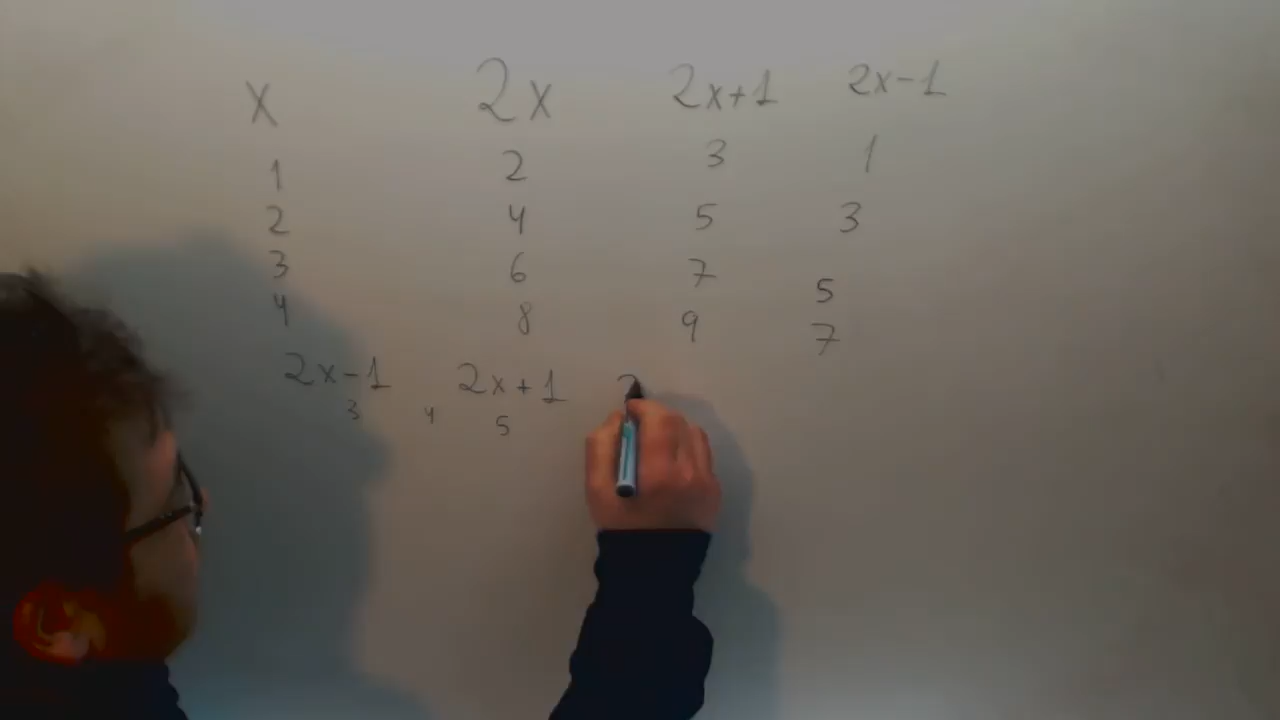 x 2x 2x+1 2x-1
1 2 3 1
2 4 5 3
3 6 7 5
4 8 9 7
2x-1 2x+1
3 4 5